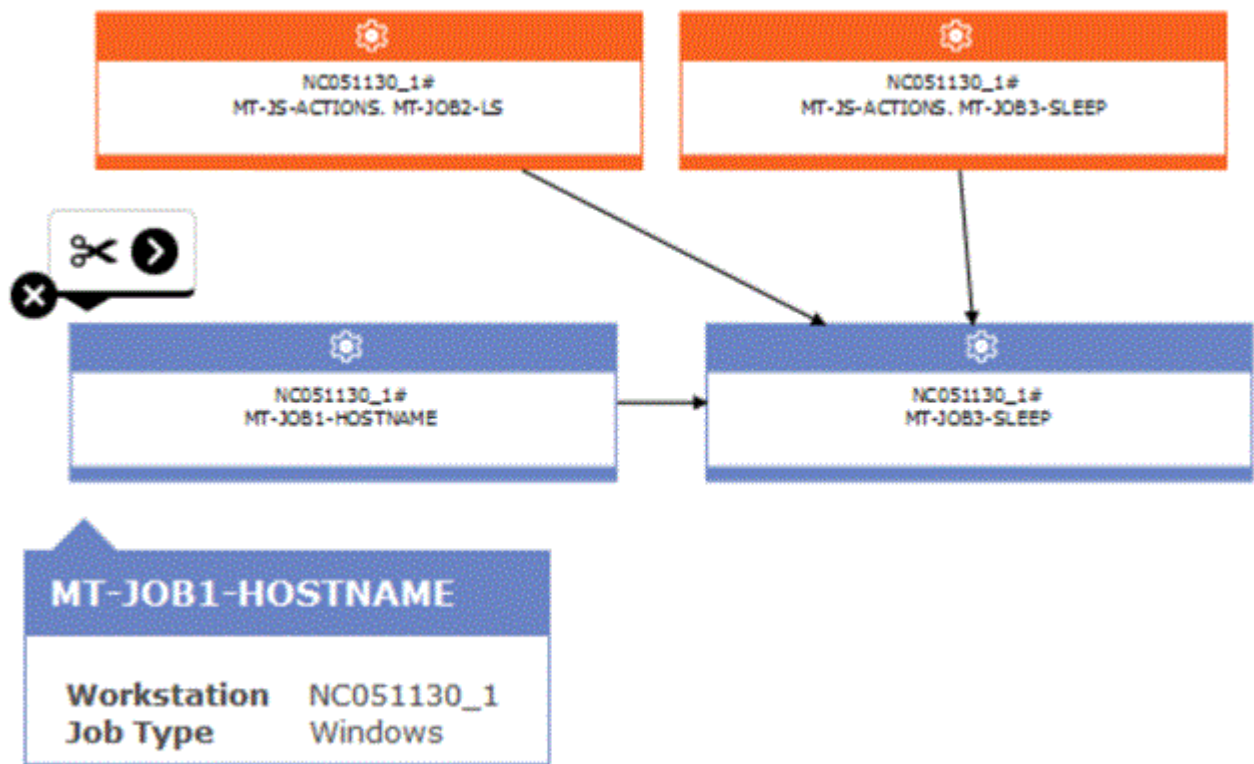 NC051130_1#
MT-JS-ACTIONS. MT-JOB2-LS
NC051130_1#
MT-JS-ACTIONS. MT-JOB3-SLEEP
NC051130_1#
MT-JOB1-HOSTNAME
NC051130_1#
MT-JOB3-SLEEP
MT-JOB1-HOSTNAME
Workstation NC051130_1
Job Type Windows